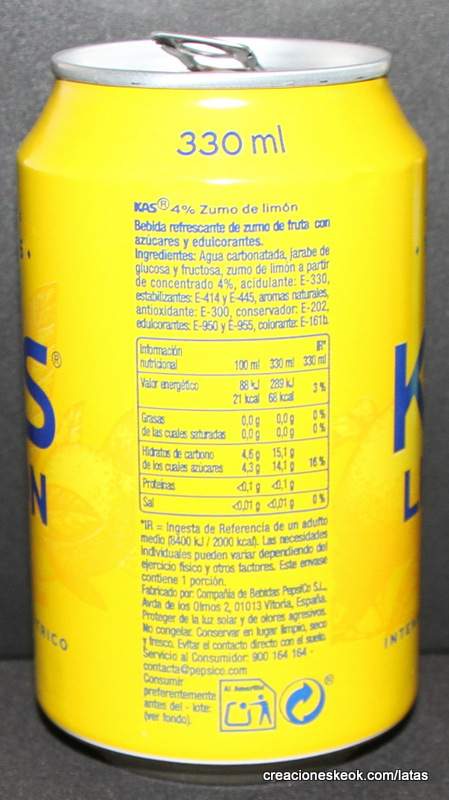 330 ml
KAS® 4% Zumo de limón
Bebida refrescante de zumo de fruta con
azúcares y edulcorantes.
Ingredientes: Agua carbonatada, jarabe de
glucosa y fructosa, zumo de limón a partir
de concentrado 4%, acidulante: E-330,
estabilizantes: E-414 y E-445, aromas naturales,
antioxidante: E-300, conservador: E-202,
edulcorantes: E-950 y E-955, colorante: E-161b.
Información nutricional 100 ml 330 ml IR* 330 ml
Valor energético 88 kJ 289 kJ 3%
21 kcal 68 kcal
Grasas 0,0 g 0,0 g 0%
de las cuales saturadas 0,0 g 0,0 g 0%
Hidratos de carbono 4,6 g 15,1 g
de los cuales azúcares 4,3 g 14,1 g 16%
Proteínas <0,1 g <0,1 g
Sal <0,01 g <0,01 g 0%
*IR = Ingesta de Referencia de un adulto
medio (8400 kJ / 2000 kcal). Las necesidades
individuales pueden variar dependiendo del
ejercicio físico y otros factores. Este envase
contiene 1 porción.
Fabricado por: Compañía de Bebidas PepsiCo S.L.,
Avda de los Olmos 2, 01013 Vitoria, España.
Proteger de la luz solar y de olores agresivos.
No congelar. Conservar en lugar limpio, seco
y fresco. Evitar el contacto directo con el suelo.
Servicio al Consumidor: 900 164 164 -
contacta@pepsico.com
Consumir
preferentemente
antes del - lote:
(ver fondo).
Al Amarillo
®
S®
N
RICO
K
L
INTE
creacioneskeok.com/latas